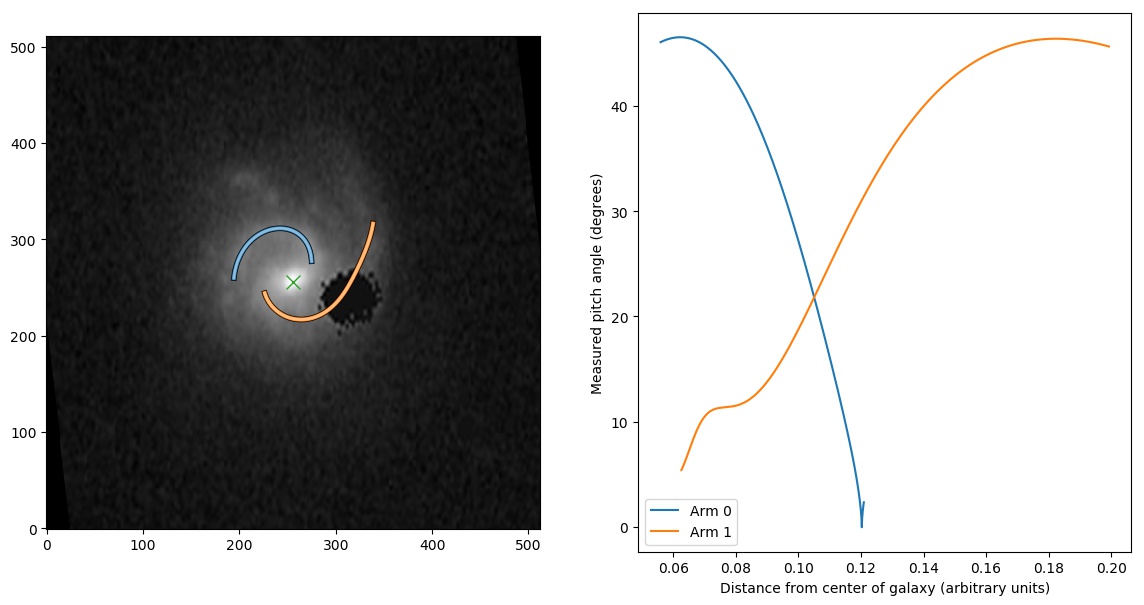 500
400
300
200
100
0
0 100 200 300 400 500
Measured pitch angle (degrees)
40
30
20
10
0
Arm 0
Arm 1
0.06 0.08 0.10 0.12 0.14 0.16 0.18 0.20
Distance from center of galaxy (arbitrary units)